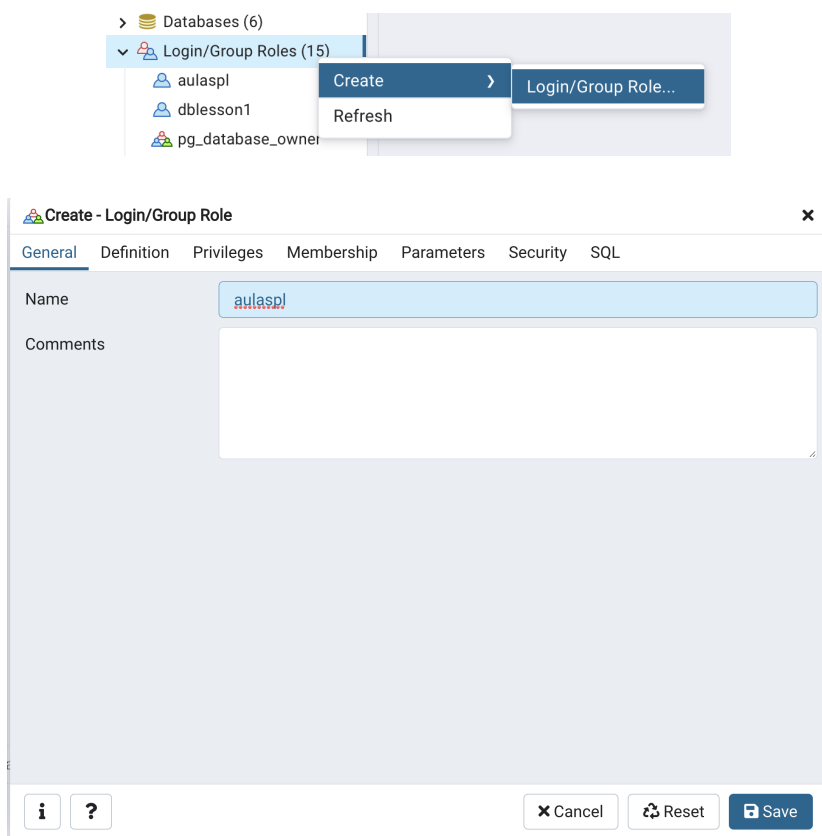 Databases (6)
Login/Group Roles (15)
aulaspl
Create
Login/Group Role...
dblesson1
Refresh
pg_database_owner
Create - Login/Group Role
General Definition Privileges Membership Parameters Security SQL
Name
aulaspl
Comments
Cancel Reset Save